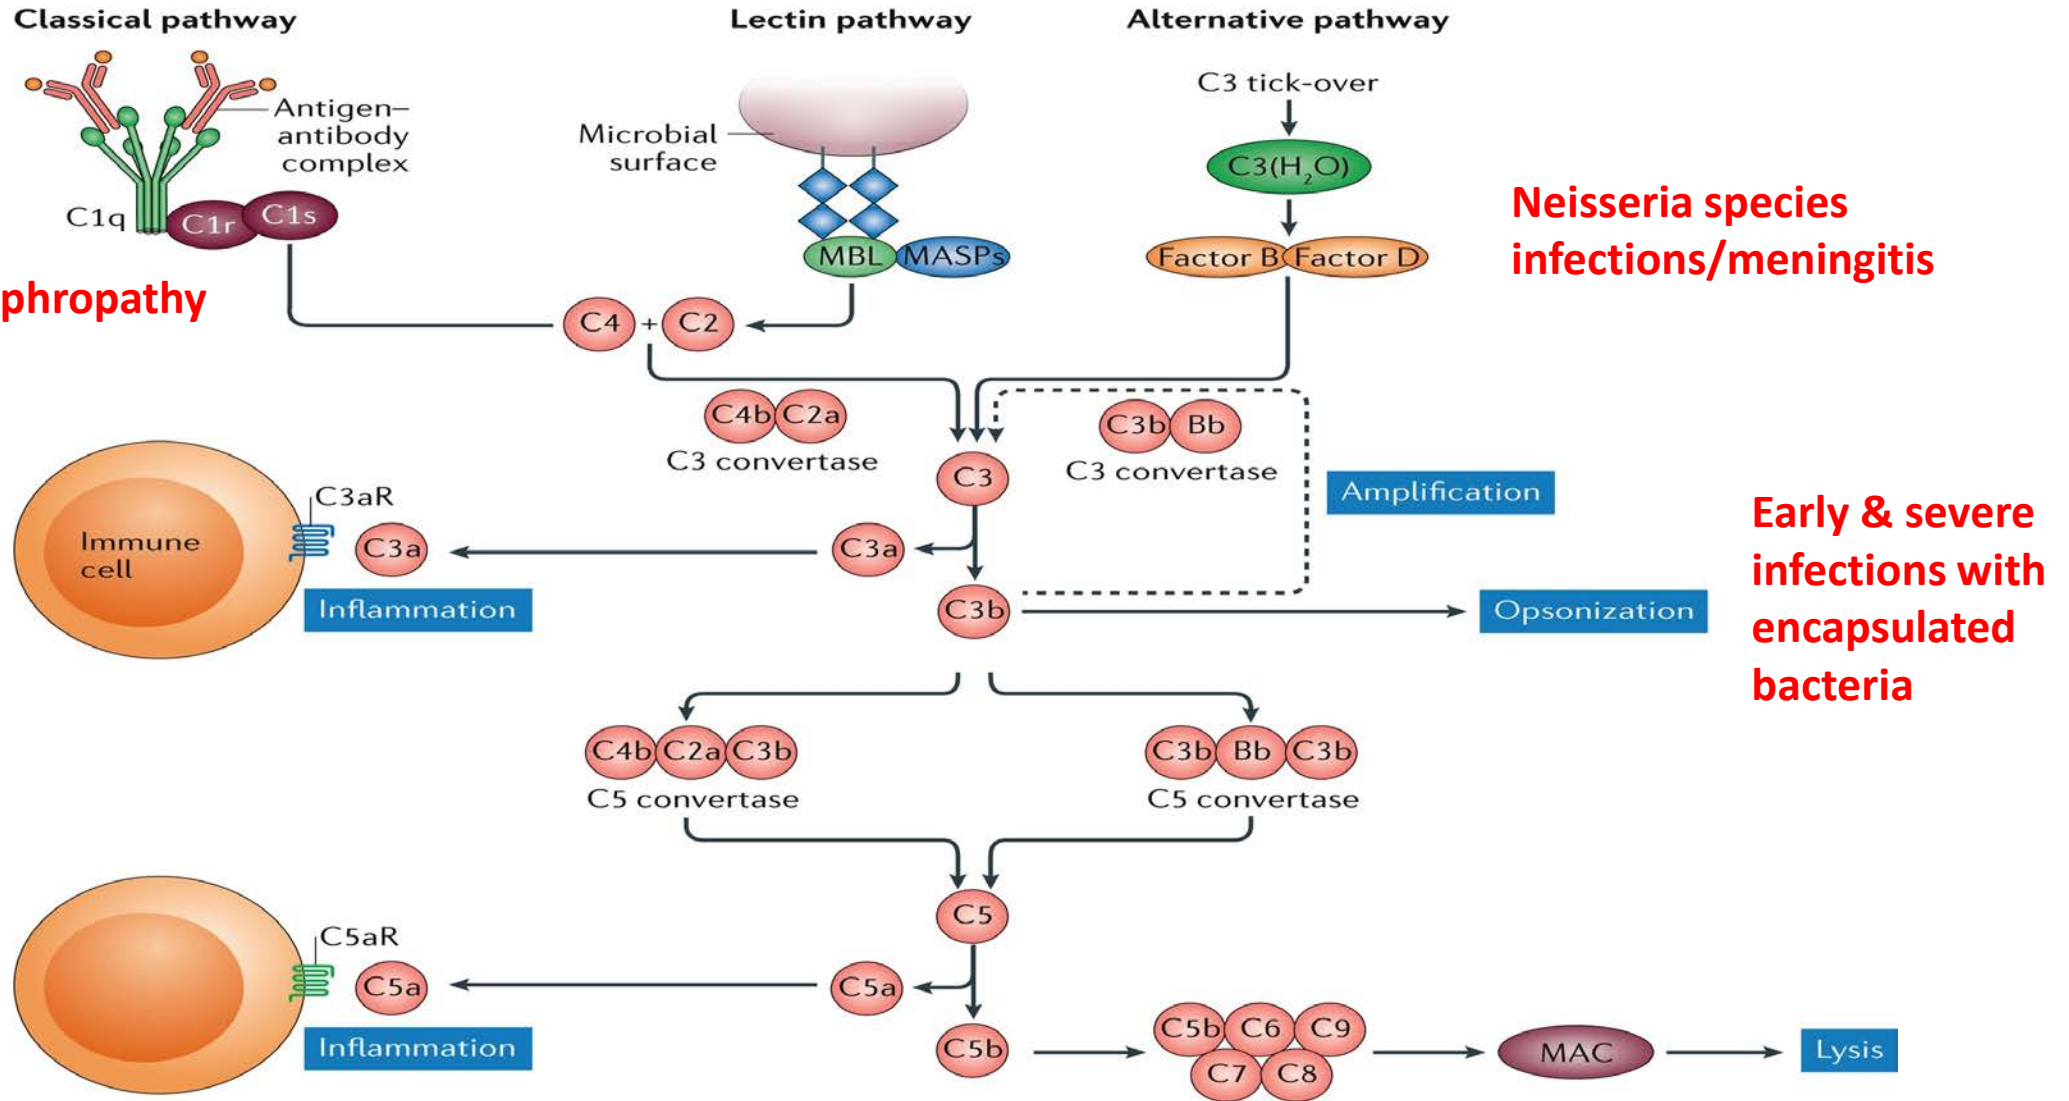 Classical pathway
Lectin pathway
Alternative pathway
Antigen–
antibody
complex
C1q
C1r
C1s
Microbial
surface
MBL
MASPs
C3 tick-over
C3(H₂O)
Factor B
Factor D
Neisseria species
infections/meningitis
phropathy
C4
+
C2
C4b
C2a
C3 convertase
C3
C3b
Bb
C3 convertase
Amplification
C3aR
Immune
cell
C3a
C3a
Inflammation
C3b
Opsonization
Early & severe
infections with
encapsulated
bacteria
C4b
C2a
C3b
C5 convertase
C3b
Bb
C3b
C5 convertase
C5
C5aR
C5a
C5a
Inflammation
C5b
C5b
C6
C9
C7
C8
MAC
Lysis